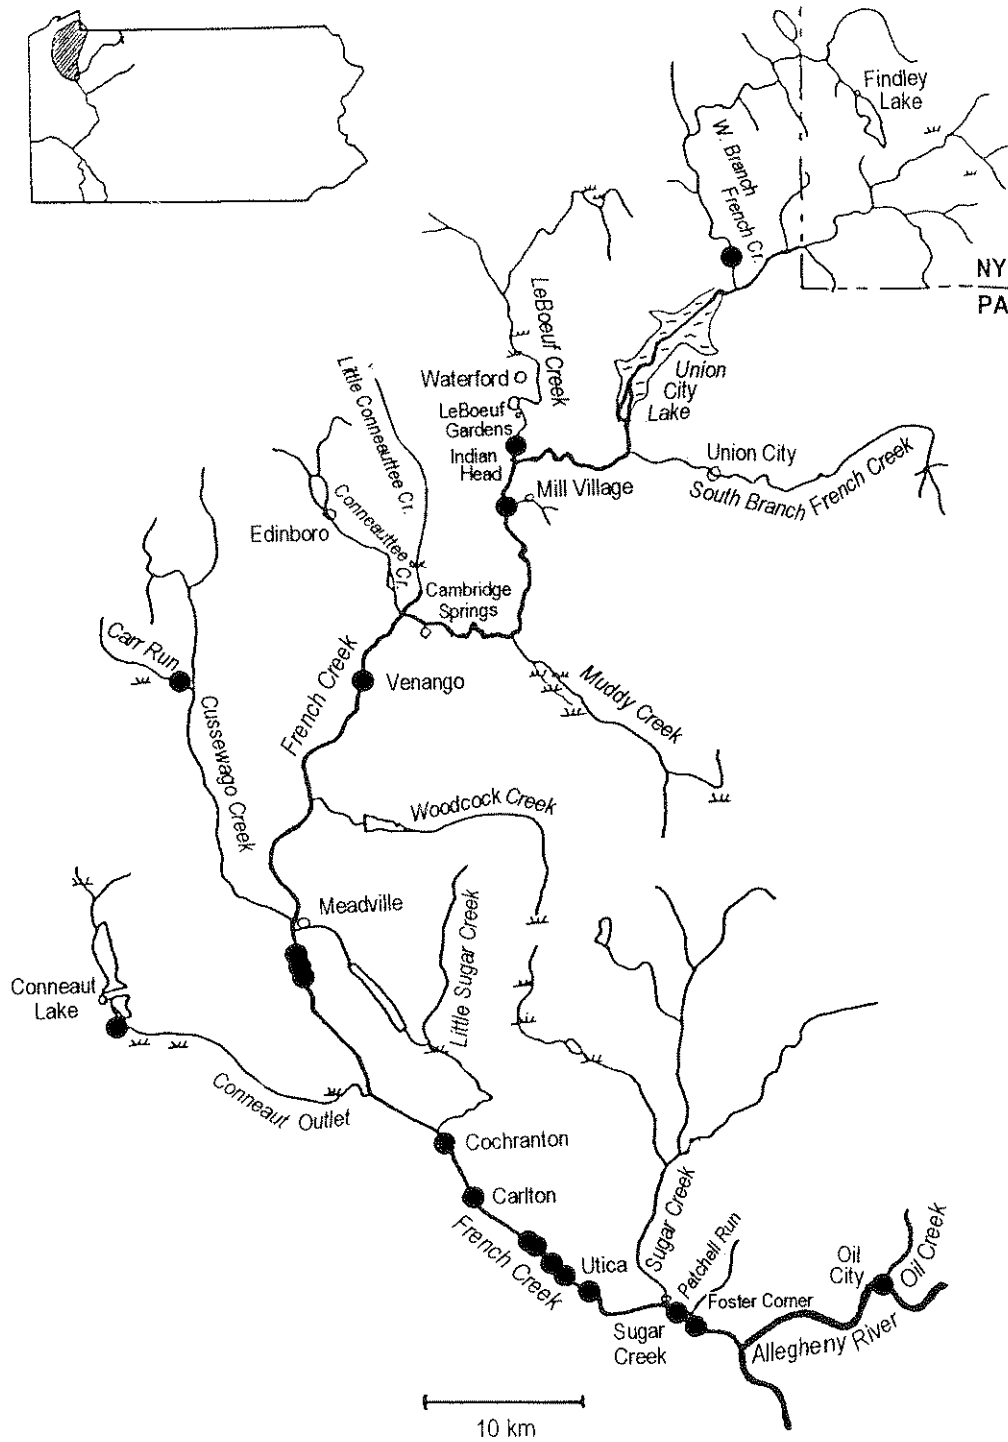 Findley
Lake
W. Branch
French Cr.
NY
PA
LeBoeuf Creek
Little Conneauttee Cr.
Waterford
Union
City
Lake
LeBoeuf
Gardens
Indian
Head
Union City
South Branch French Creek
Mill Village
Conneauttee Cr.
Edinboro
Cambridge
Springs
Carr Run
French Creek
Venango
Muddy Creek
Cussewago Creek
Woodcock Creek
Meadville
Little Sugar Creek
Conneaut
Lake
Conneaut Outlet
Cochranton
Carlton
French Creek
Utica
Sugar Creek
Patchell Run
Foster Corner
Sugar
Creek
Oil
City
Oil Creek
Allegheny River
10 km